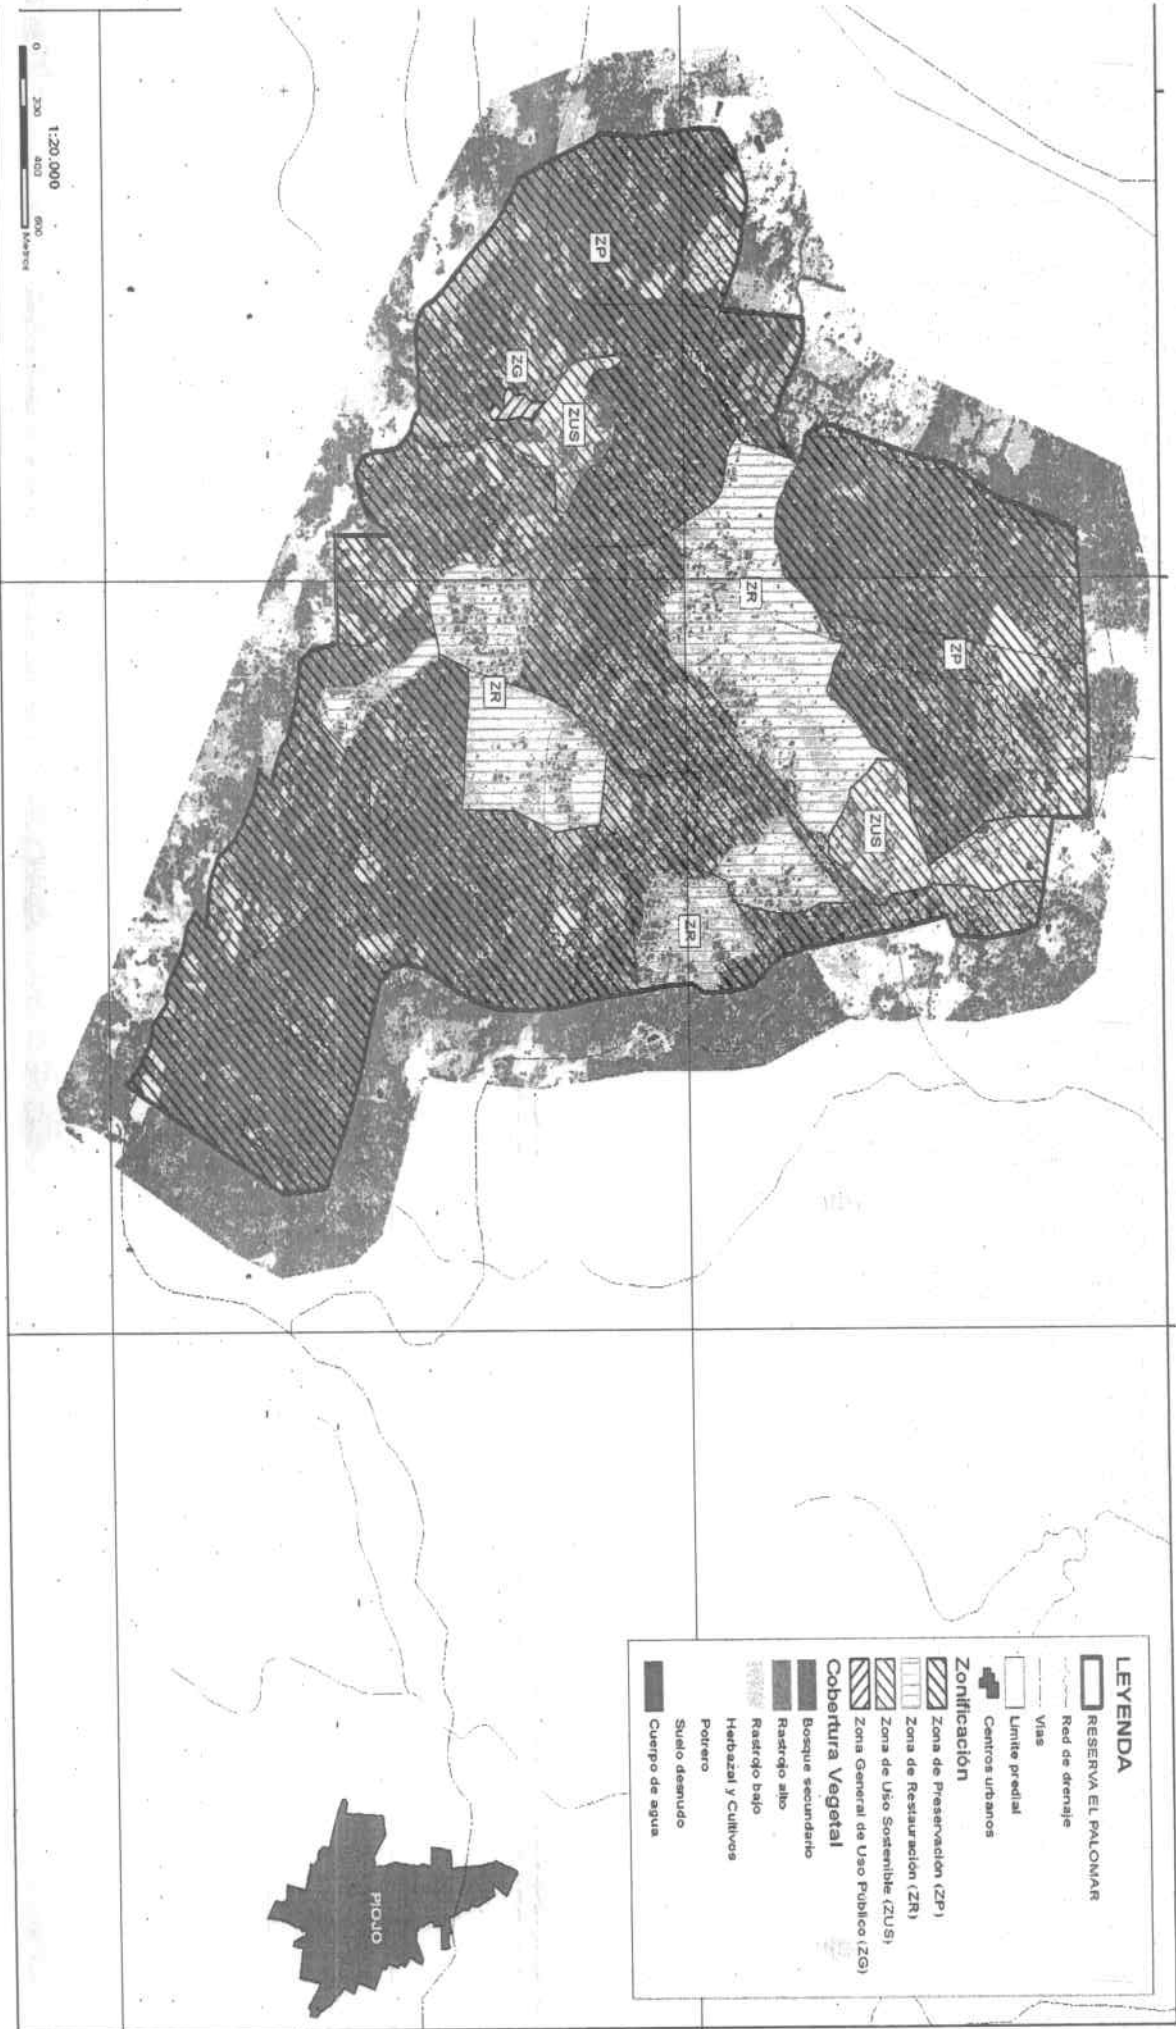 LEYENDA
RESERVA EL PALOMAR
Red de drenaje
Vías
Límite predial
Centros urbanos
Zonificación
Zona de Preservación (ZP)
Zona de Restauración (ZR)
Zona de Uso Sostenible (ZUS)
Zona General de Uso Público (ZG)
Cobertura Vegetal
Bosque secundario
Rastrojo alto
Rastrojo bajo
Herbazal y Cultivos
Potrero
Suelo desnudo
Cuerpo de agua
ZP
ZR
ZUS
ZR
ZP
ZUS
ZG
ZR
PIOJO
1:20.000
0 200 400 600
Metros